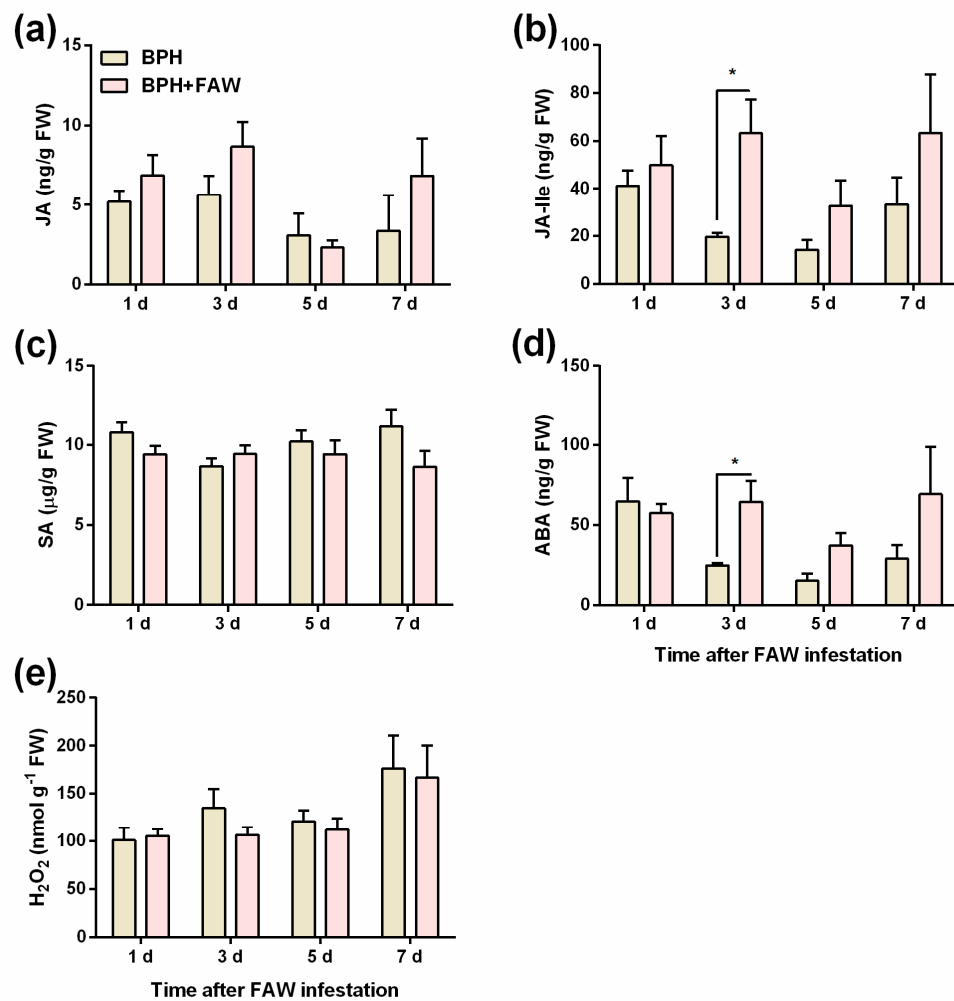 (a)
15
10
5
0
JA (ng/g FW)
BPH
BPH+FAW
1 d 3 d 5 d 7 d
(b)
100
80
60
40
20
0
JA-Ile (ng/g FW)
*
1 d 3 d 5 d 7 d
(c)
15
10
5
0
SA (μg/g FW)
1 d 3 d 5 d 7 d
(d)
150
100
50
0
ABA (ng/g FW)
*
1 d 3 d 5 d 7 d
Time after FAW infestation
(e)
250
200
150
100
50
0
H₂O₂ (nmol g⁻¹ FW)
1 d 3 d 5 d 7 d
Time after FAW infestation